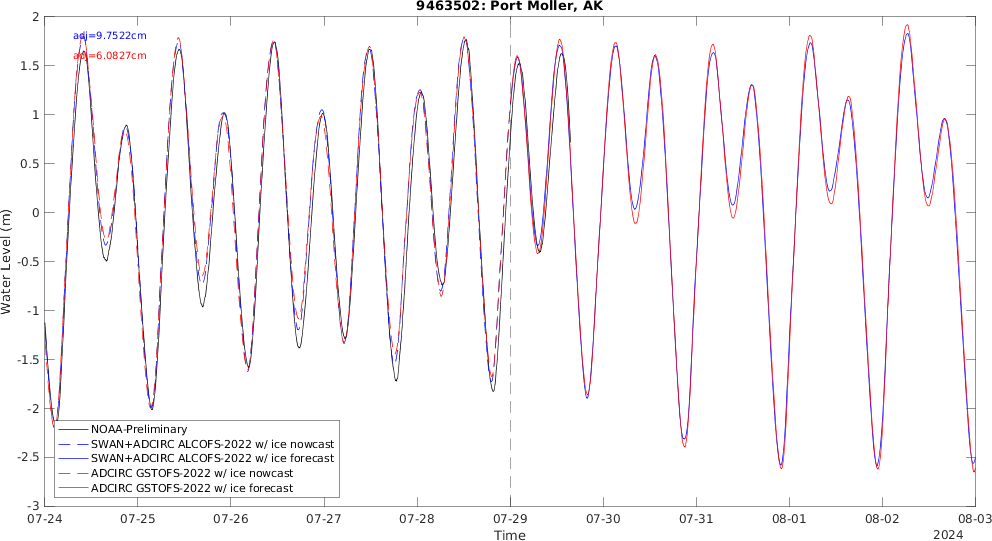 9463502: Port Moller, AK
adj=9.7522cm
adj=6.0827cm
Water Level (m)
2
1.5
1
0.5
0
-0.5
-1
-1.5
-2
-2.5
-3
NOAA-Preliminary
SWAN+ADCIRC ALCOFS-2022 w/ ice nowcast
SWAN+ADCIRC ALCOFS-2022 w/ ice forecast
ADCIRC GSTOFS-2022 w/ ice nowcast
ADCIRC GSTOFS-2022 w/ ice forecast
07-24 07-25 07-26 07-27 07-28 07-29 07-30 07-31 08-01 08-02 08-03
Time
2024